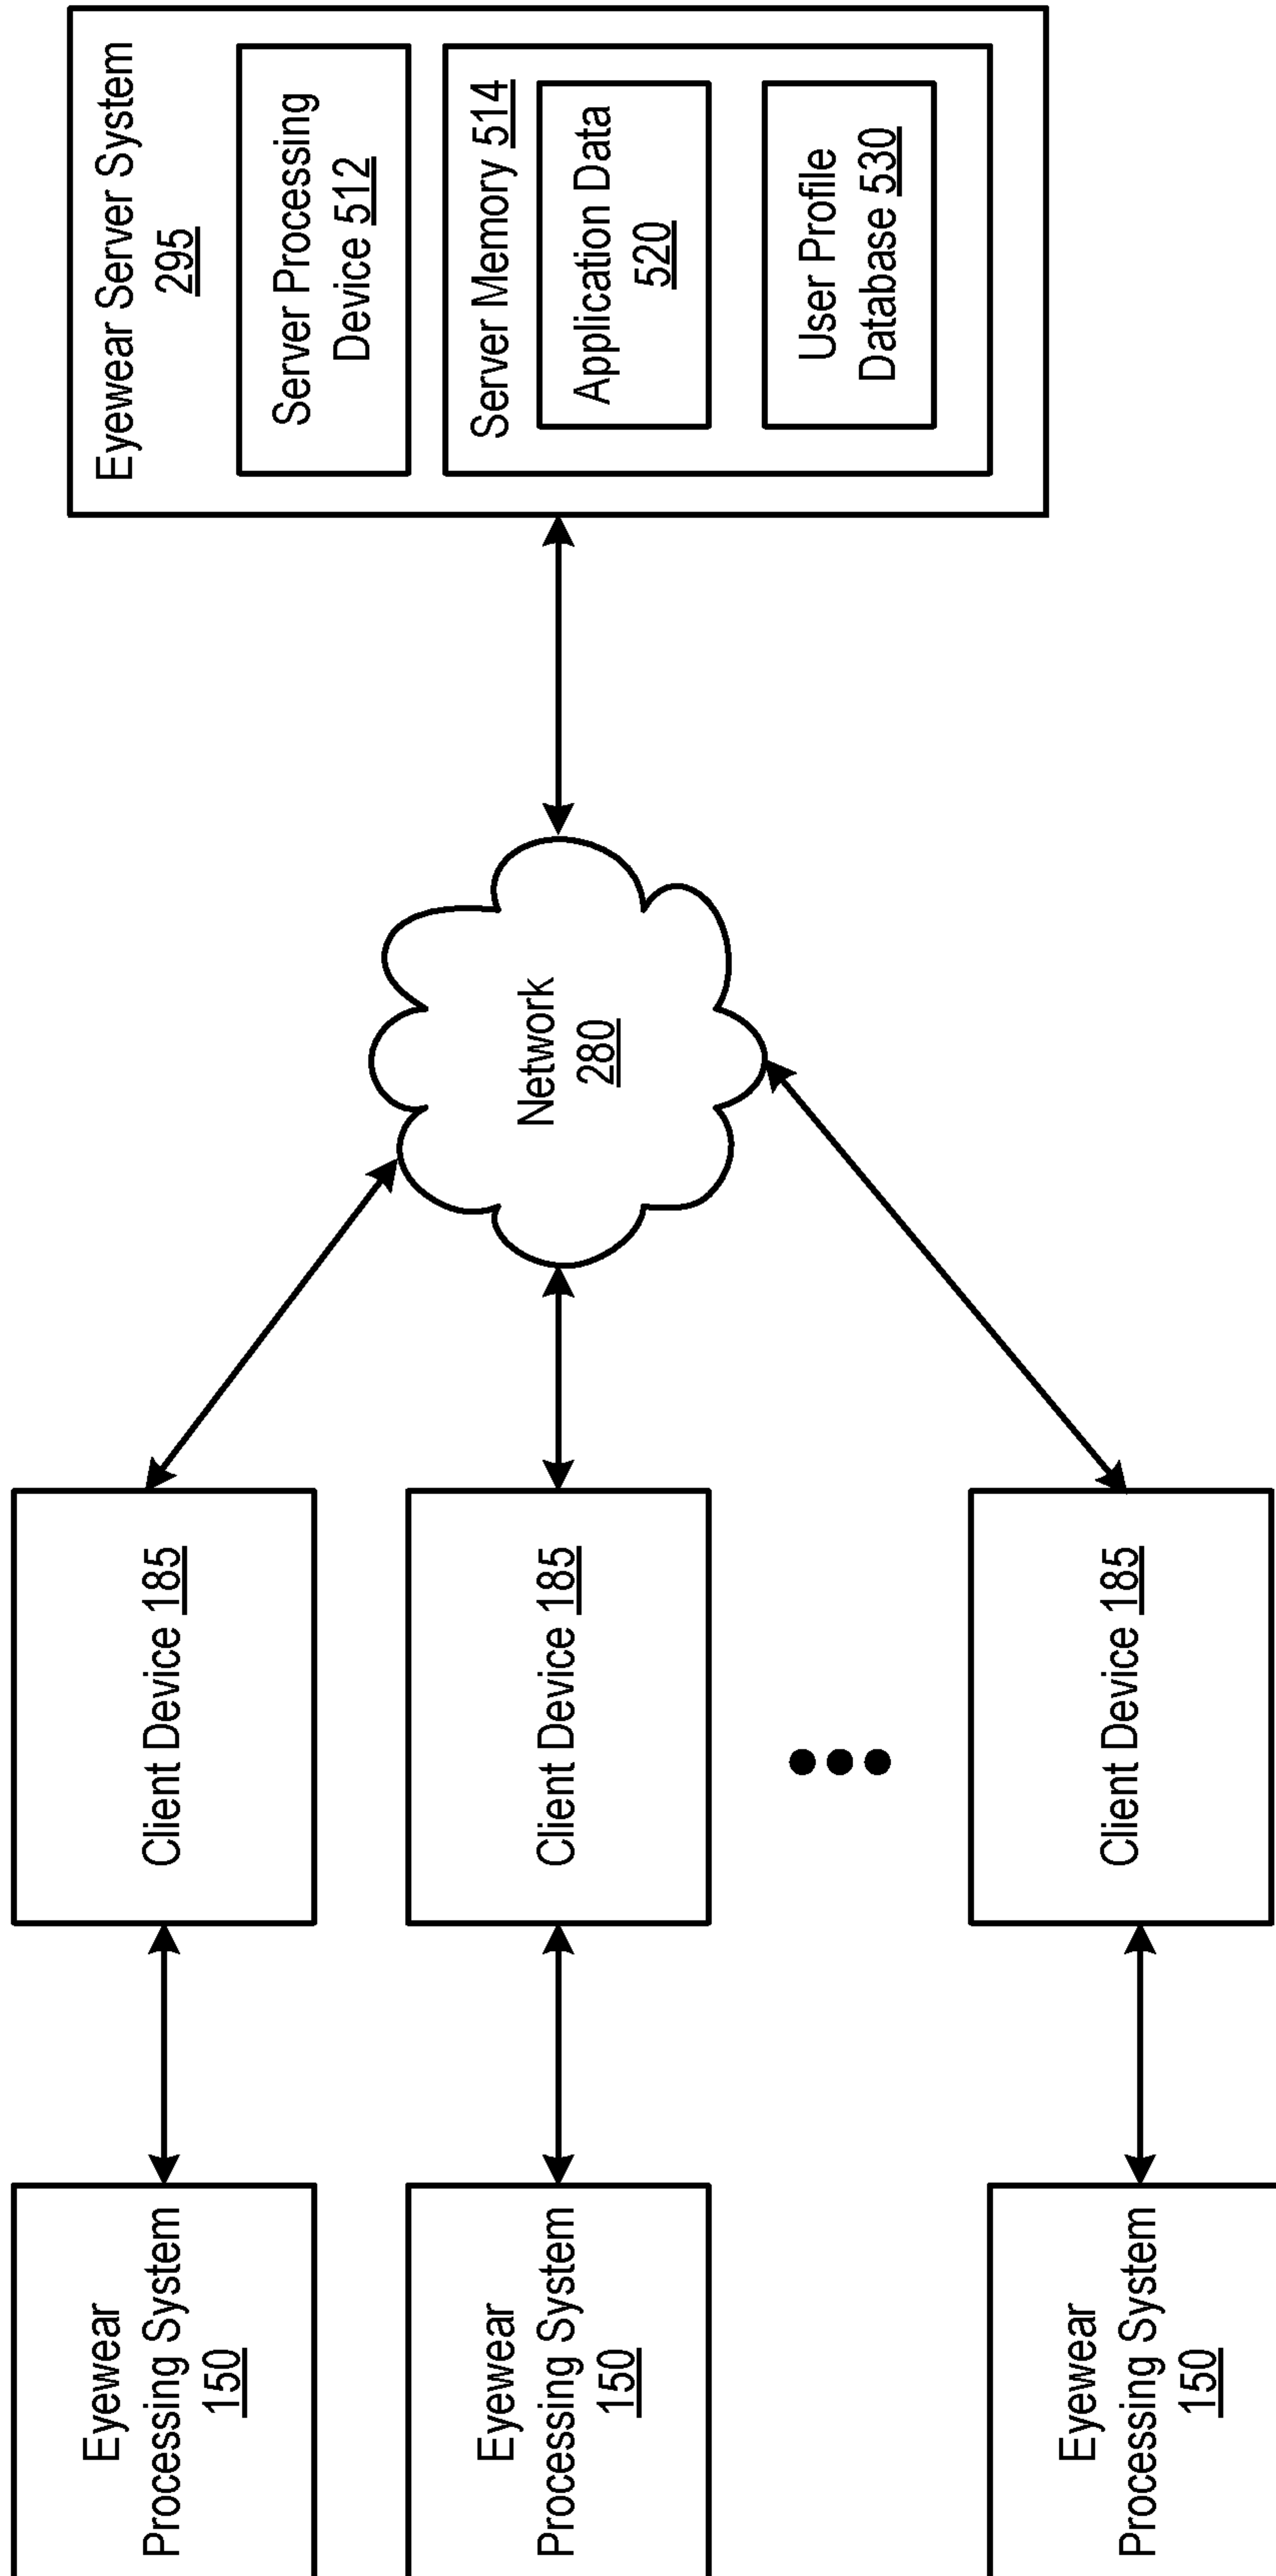 Eyewear
Processing System
150
Client Device 185
Eyewear
Processing System
150
Client Device 185
Eyewear
Processing System
150
Client Device 185
Network
280
Eyewear Server System
295
Server Processing
Device 512
Server Memory 514
Application Data
520
User Profile
Database 530